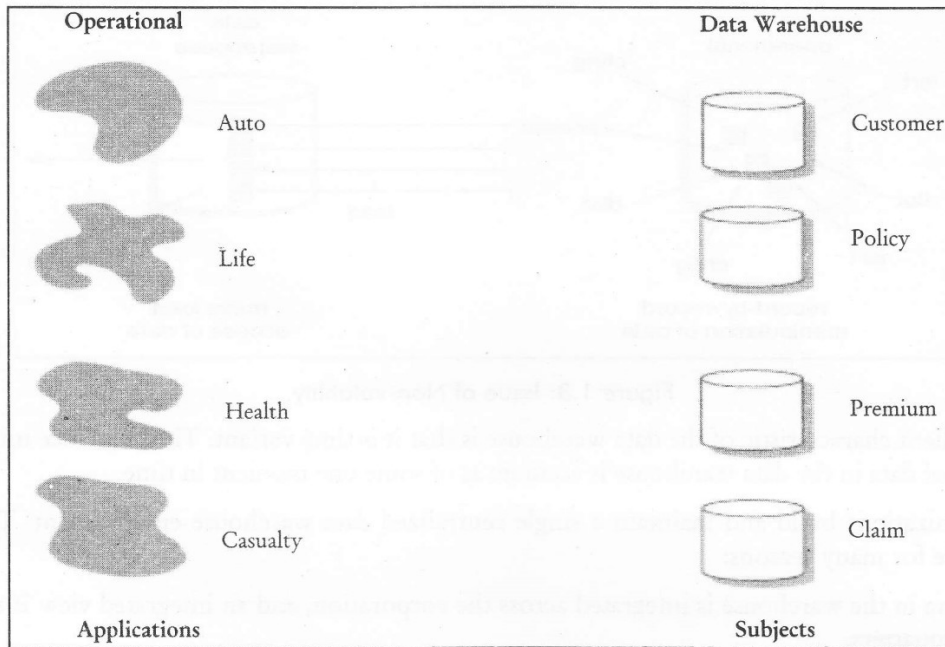 Operational Data Warehouse
Auto Customer
Life Policy
Health Premium
Casualty Claim
Applications Subjects